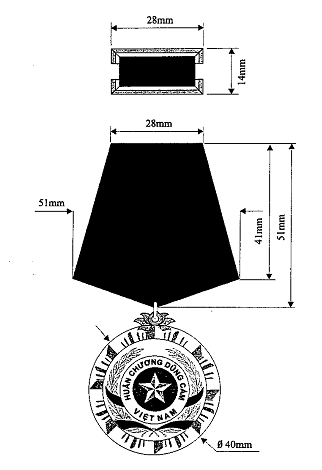 28mm
14mm
28mm
51mm
41mm
51mm
HUÂN CHƯƠNG DŨNG CẢM
VIỆT NAM
Ø 40mm